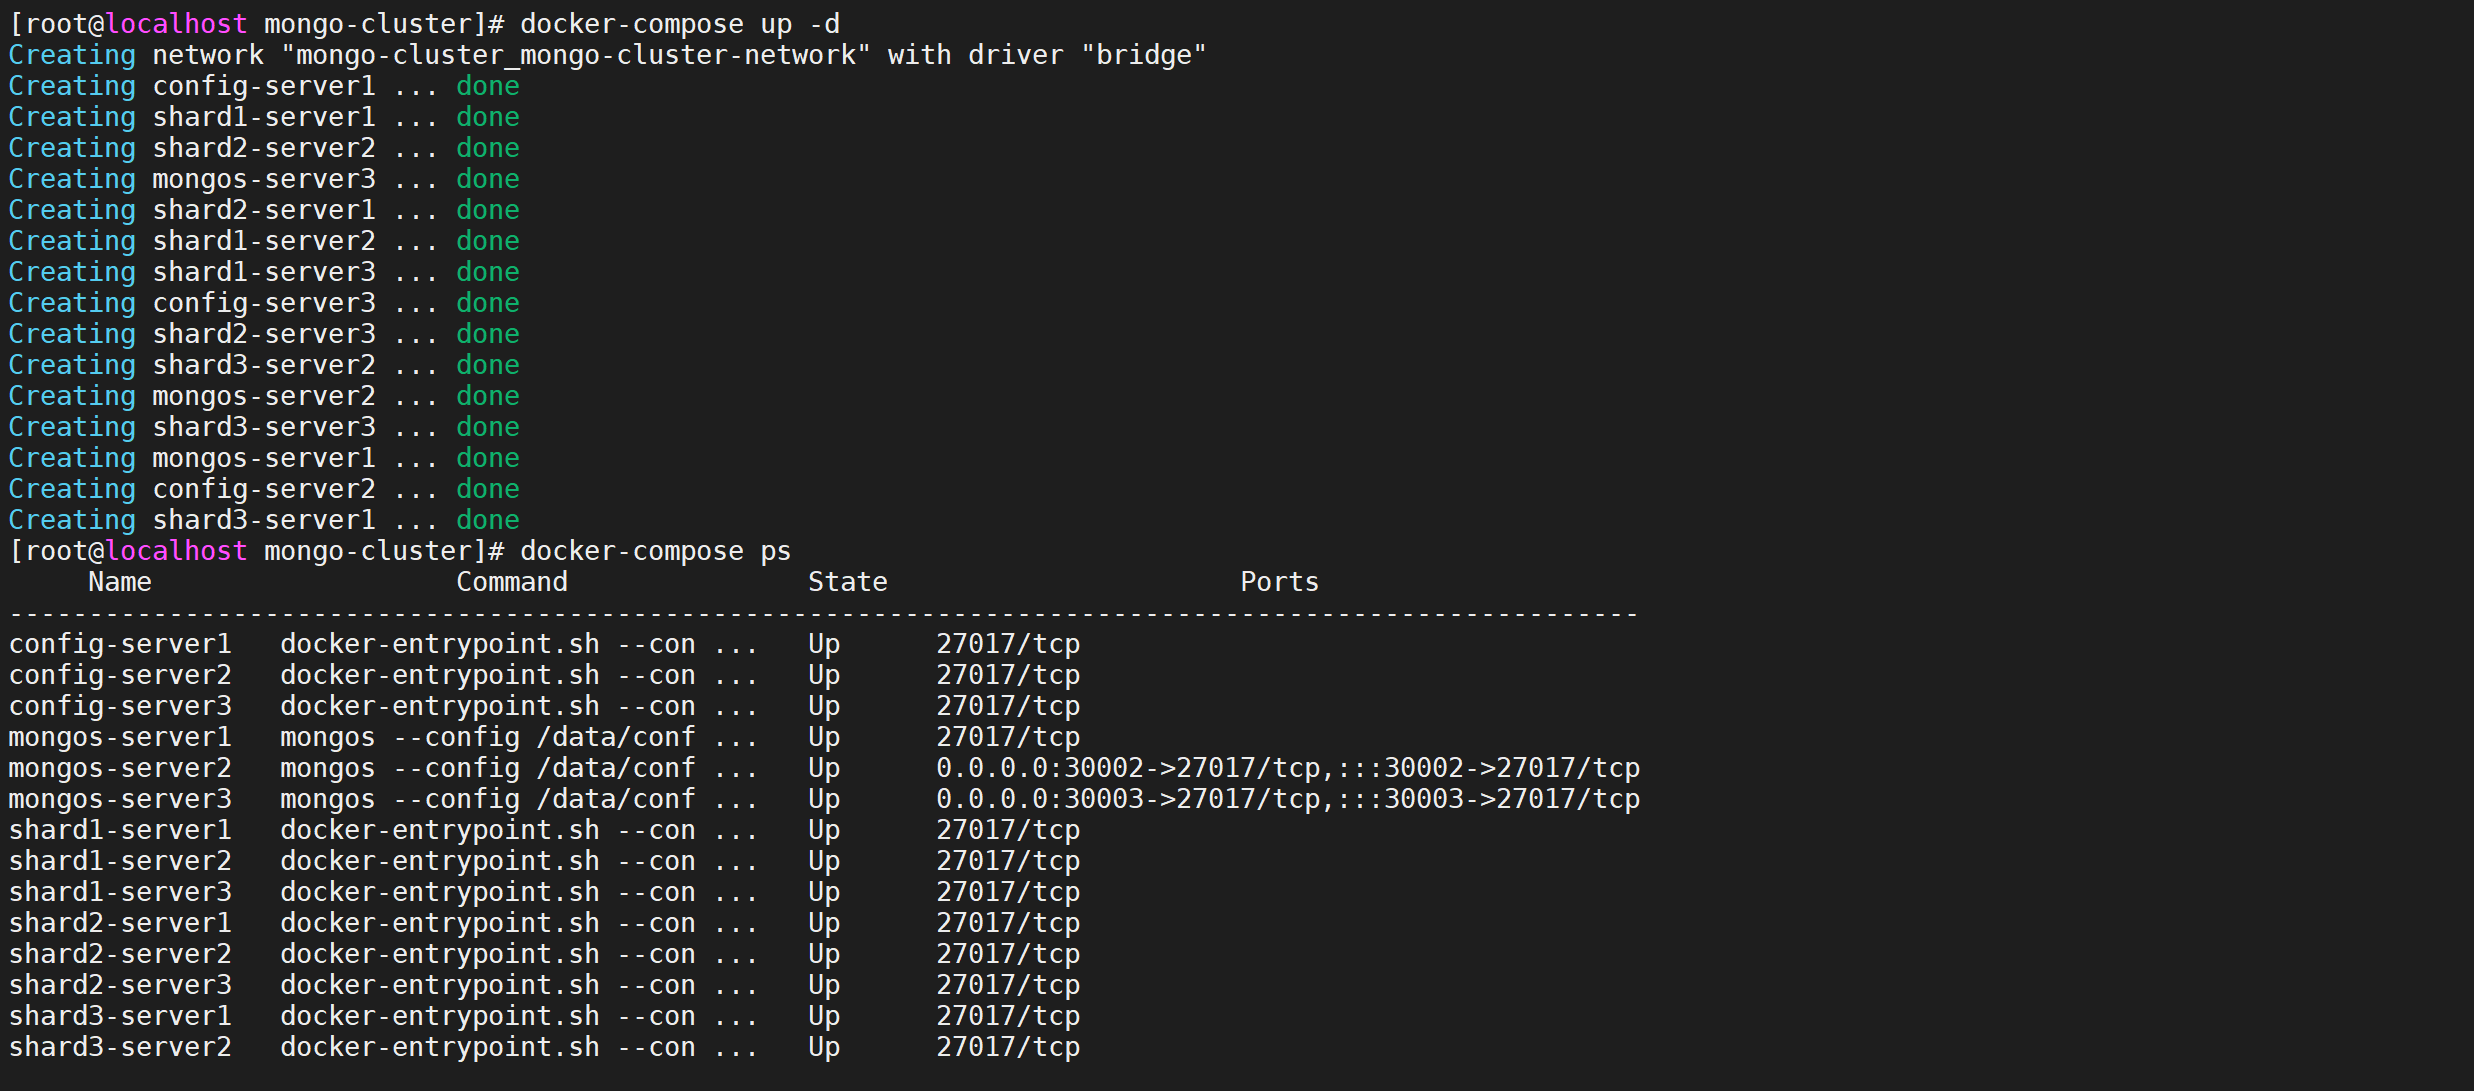 [root@localhost mongo-cluster]# docker-compose up -d
Creating network "mongo-cluster_mongo-cluster-network" with driver "bridge"
Creating config-server1 ... done
Creating shard1-server1 ... done
Creating shard2-server2 ... done
Creating mongos-server3 ... done
Creating shard2-server1 ... done
Creating shard1-server2 ... done
Creating shard1-server3 ... done
Creating config-server3 ... done
Creating shard2-server3 ... done
Creating shard3-server2 ... done
Creating mongos-server2 ... done
Creating shard3-server3 ... done
Creating mongos-server1 ... done
Creating config-server2 ... done
Creating shard3-server1 ... done
[root@localhost mongo-cluster]# docker-compose ps
     Name                   Command               State                      Ports
------------------------------------------------------------------------------------------------------
config-server1   docker-entrypoint.sh --con ...   Up      27017/tcp
config-server2   docker-entrypoint.sh --con ...   Up      27017/tcp
config-server3   docker-entrypoint.sh --con ...   Up      27017/tcp
mongos-server1   mongos --config /data/conf ...   Up      27017/tcp
mongos-server2   mongos --config /data/conf ...   Up      0.0.0.0:30002->27017/tcp,:::30002->27017/tcp
mongos-server3   mongos --config /data/conf ...   Up      0.0.0.0:30003->27017/tcp,:::30003->27017/tcp
shard1-server1   docker-entrypoint.sh --con ...   Up      27017/tcp
shard1-server2   docker-entrypoint.sh --con ...   Up      27017/tcp
shard1-server3   docker-entrypoint.sh --con ...   Up      27017/tcp
shard2-server1   docker-entrypoint.sh --con ...   Up      27017/tcp
shard2-server2   docker-entrypoint.sh --con ...   Up      27017/tcp
shard2-server3   docker-entrypoint.sh --con ...   Up      27017/tcp
shard3-server1   docker-entrypoint.sh --con ...   Up      27017/tcp
shard3-server2   docker-entrypoint.sh --con ...   Up      27017/tcp